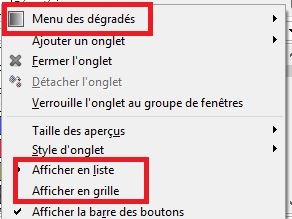 Menu des dégradés
Ajouter un onglet
Fermer l'onglet
Détacher l'onglet
Verrouille l'onglet au groupe de fenêtres
Taille des aperçus
Style d'onglet
Afficher en liste
Afficher en grille
Afficher la barre des boutons